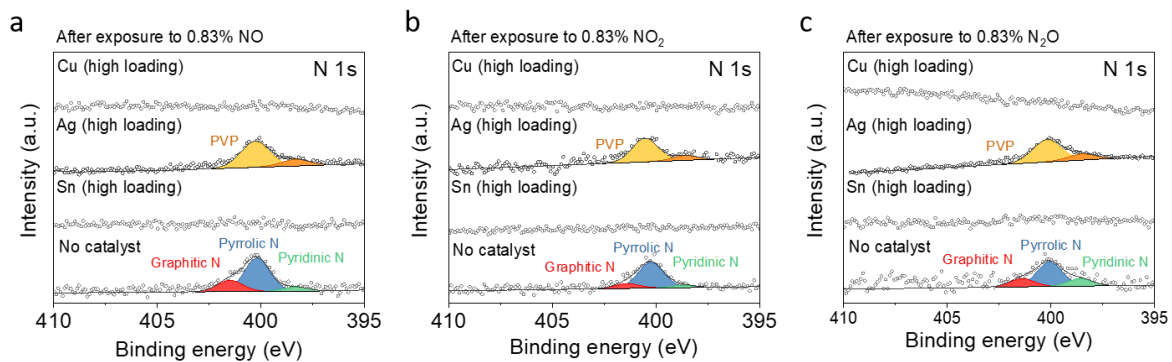 a
After exposure to 0.83% NO
Cu (high loading)
N 1s
Ag (high loading)
PVP
Sn (high loading)
No catalyst
Pyrrolic N
Graphitic N
Pyridinic N
Intensity (a.u.)
410 405 400 395
Binding energy (eV)
b
After exposure to 0.83% NO₂
Cu (high loading)
N 1s
Ag (high loading)
PVP
Sn (high loading)
No catalyst
Pyrrolic N
Graphitic N
Pyridinic N
Intensity (a.u.)
410 405 400 395
Binding energy (eV)
c
After exposure to 0.83% N₂O
Cu (high loading)
N 1s
Ag (high loading)
PVP
Sn (high loading)
No catalyst
Pyrrolic N
Graphitic N
Pyridinic N
Intensity (a.u.)
410 405 400 395
Binding energy (eV)